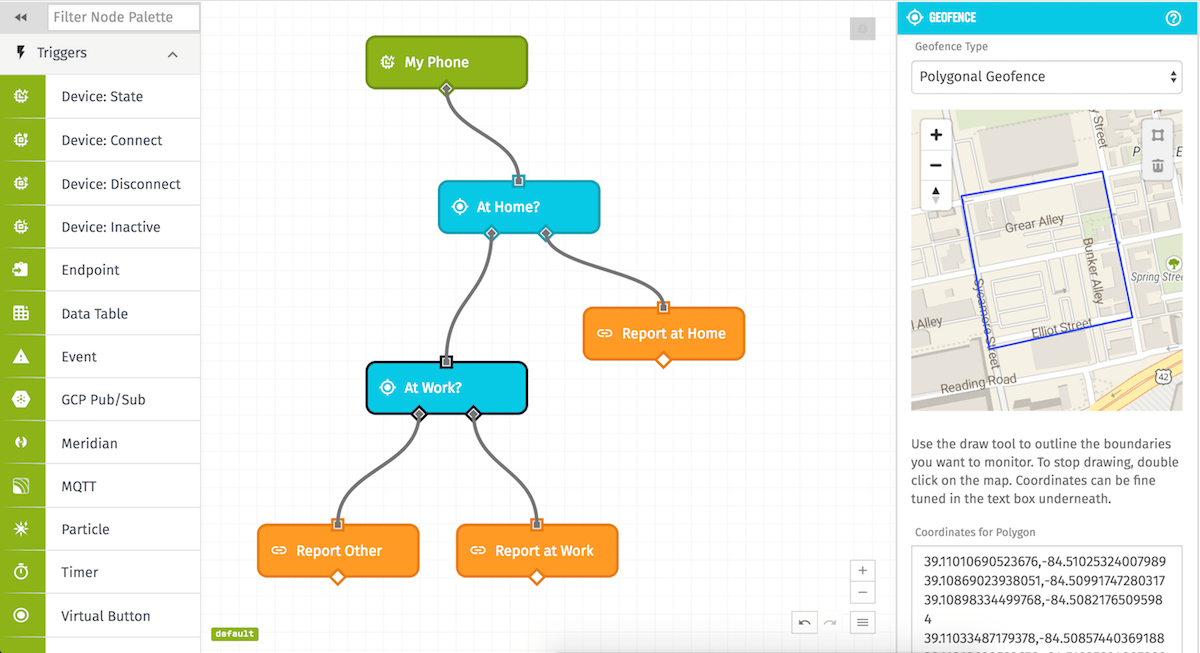 Filter Node Palette
Triggers
Device: State
Device: Connect
Device: Disconnect
Device: Inactive
Endpoint
Data Table
Event
GCP Pub/Sub
Meridian
MQTT
Particle
Timer
Virtual Button
My Phone
At Home?
Report at Home
At Work?
Report Other
Report at Work
default
GEOFENCE
Geofence Type
Polygonal Geofence
Street
P
E
Grear Alley
Bunker Alley
Spring Stre
Sycamore Street
l Alley
Elliot Street
42
Reading Road
Use the draw tool to outline the boundaries
you want to monitor. To stop drawing, double
click on the map. Coordinates can be fine
tuned in the text box underneath.
Coordinates for Polygon
39.11010690523676,-84.51025324007989
39.10869023938051,-84.50991747280317
39.10898334499768,-84.5082176509598
4
39.11033487179378,-84.50857440369188